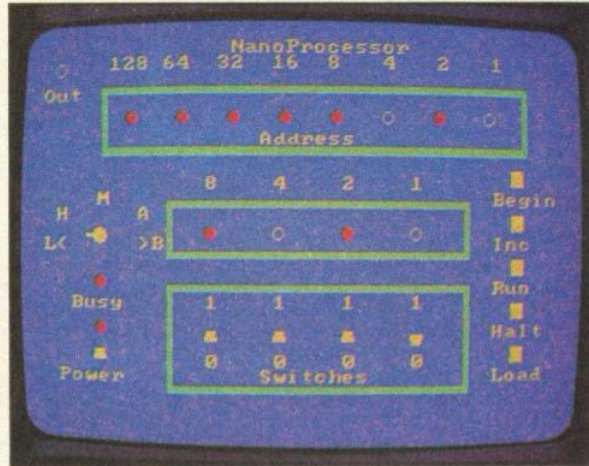 NanoProcessor
128 64 32 16 8 4 2 1
Out
Address
8 4 2 1
H M A
L< >B
Begin
Inc
Busy
Run
1 1 1 1
Halt
0 0 0 0
Power
Switches
Load